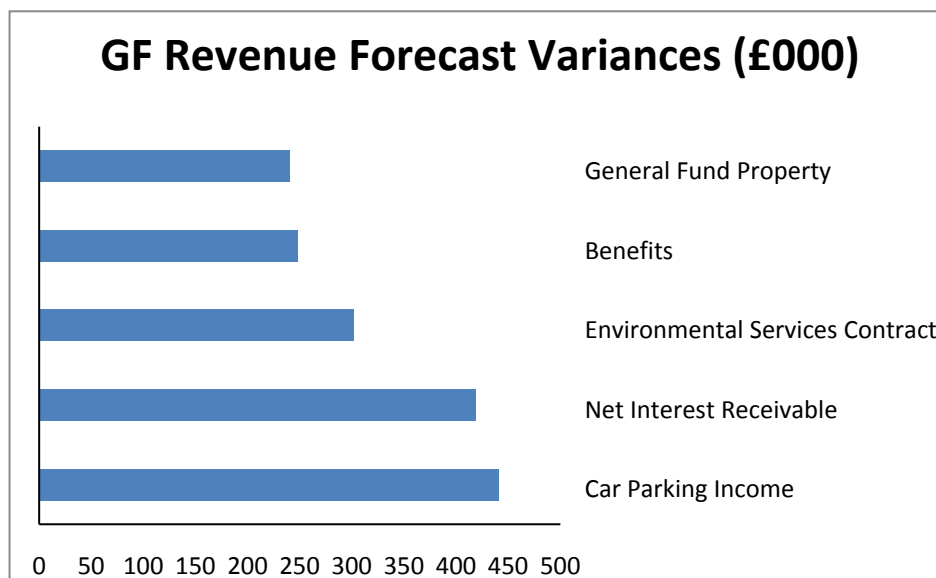 GF Revenue Forecast Variances (£000)
General Fund Property
Benefits
Environmental Services Contract
Net Interest Receivable
Car Parking Income
0 50 100 150 200 250 300 350 400 450 500